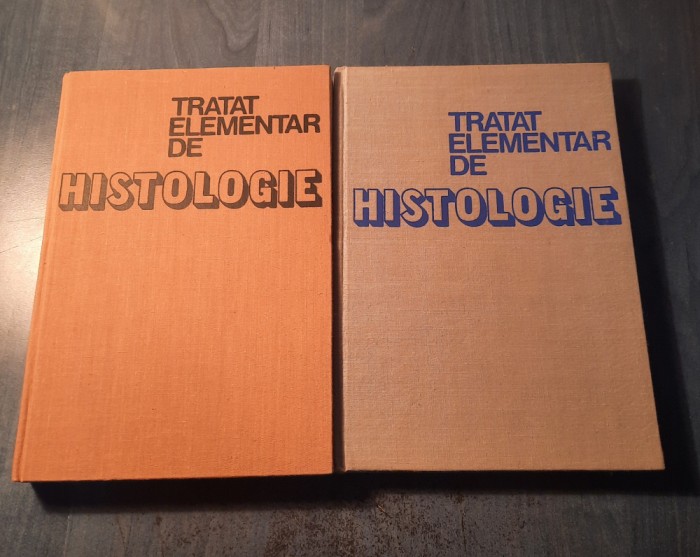 TRATAT
ELEMENTAR
DE
HISTOLOGIE
TRATAT
ELEMENTAR
DE
HISTOLOGIE